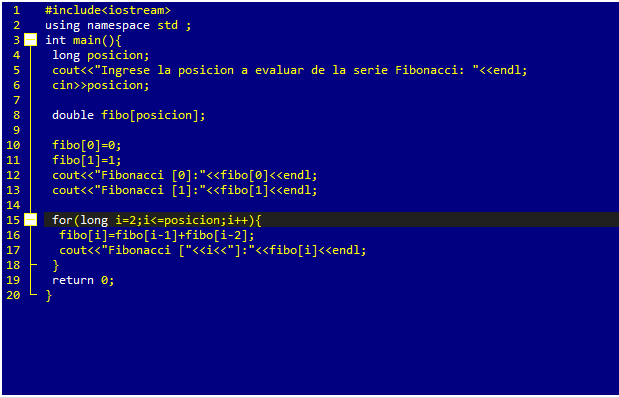 1 #include<iostream>
2 using namespace std ;
3 int main(){
4 long posicion;
5 cout<<"Ingrese la posicion a evaluar de la serie Fibonacci: "<<endl;
6 cin>>posicion;
7
8 double fibo[posicion];
9
10 fibo[0]=0;
11 fibo[1]=1;
12 cout<<"Fibonacci [0]:"<<fibo[0]<<endl;
13 cout<<"Fibonacci [1]:"<<fibo[1]<<endl;
14
15 for(long i=2;i<=posicion;i++){
16 fibo[i]=fibo[i-1]+fibo[i-2];
17 cout<<"Fibonacci ["<<i<<"]:"<<fibo[i]<<endl;
18 }
19 return 0;
20 }